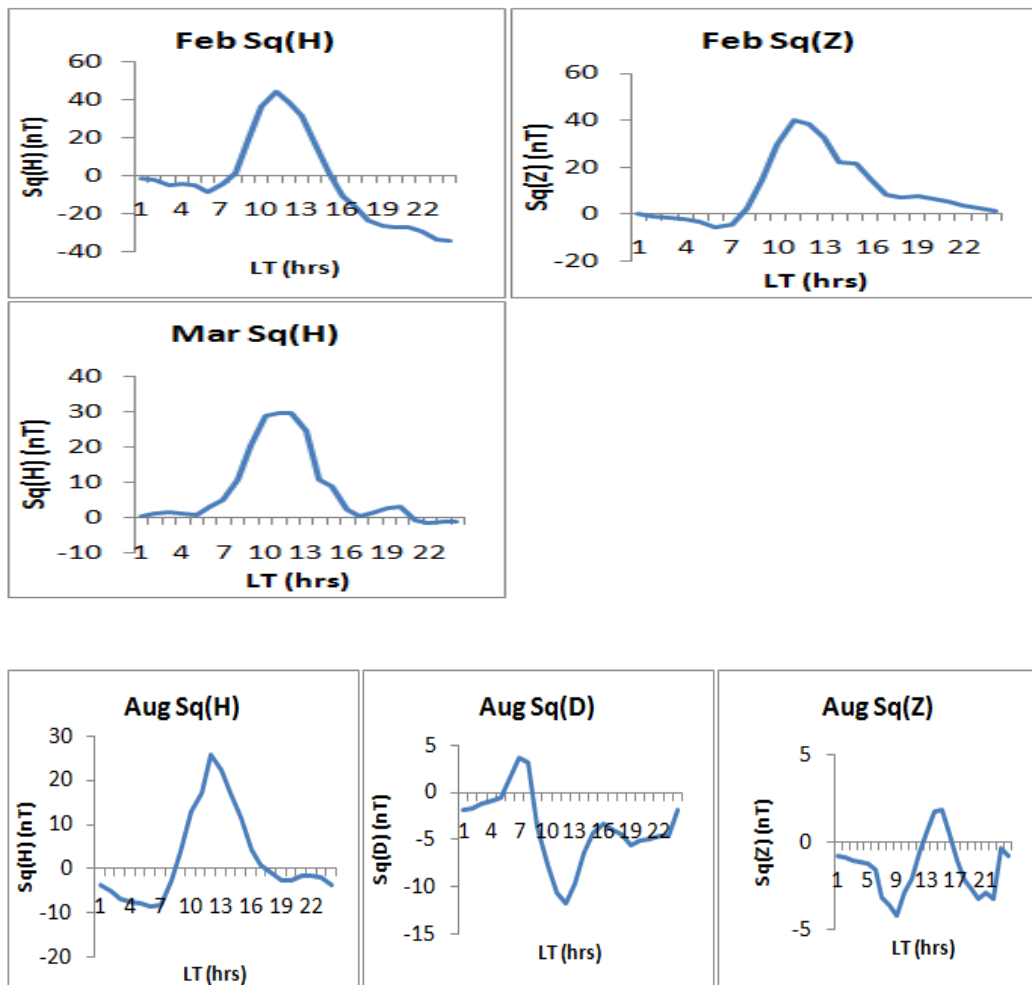 Feb Sq(H)
60
40
20
0
-20
-40
1 4 7 10 13 16 19 22
Sq(H) (nT)
LT (hrs)
Feb Sq(Z)
60
40
20
0
-20
1 4 7 10 13 16 19 22
Sq(Z) (nT)
LT (hrs)
Mar Sq(H)
40
30
20
10
0
-10
1 4 7 10 13 16 19 22
Sq(H) (nT)
LT (hrs)
Aug Sq(H)
30
20
10
0
-10
-20
1 4 7 10 13 16 19 22
Sq(H) (nT)
LT (hrs)
Aug Sq(D)
5
0
-5
-10
-15
1 4 7 10 13 16 19 22
Sq(D) (nT)
LT (hrs)
Aug Sq(Z)
5
0
-5
1 5 9 13 17 21
Sq(Z) (nT)
LT (hrs)